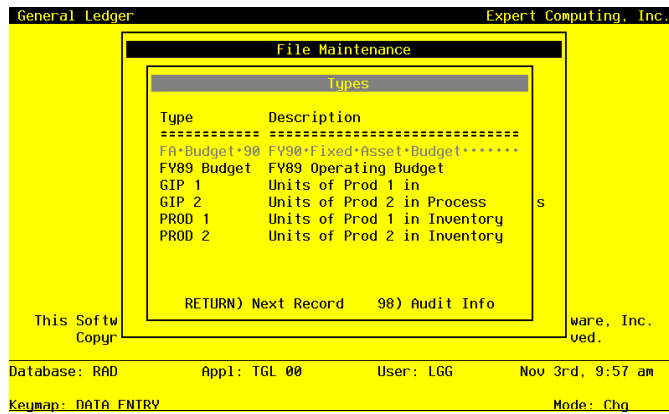 General Ledger Expert Computing, Inc.
File Maintenance
Types
Type Description
============ ==============================
FA•Budget•90 FY90•Fixed•Asset•Budget•••••••
FY89 Budget FY89 Operating Budget
GIP 1 Units of Prod 1 in
GIP 2 Units of Prod 2 in Process s
PROD 1 Units of Prod 1 in Inventory
PROD 2 Units of Prod 2 in Inventory
RETURN) Next Record 98) Audit Info
This Softw ware, Inc.
Copyr ved.
Database: RAD Appl: TGL 00 User: LGG Nov 3rd, 9:57 am
Keymap: DATA ENTRY Mode: Chg